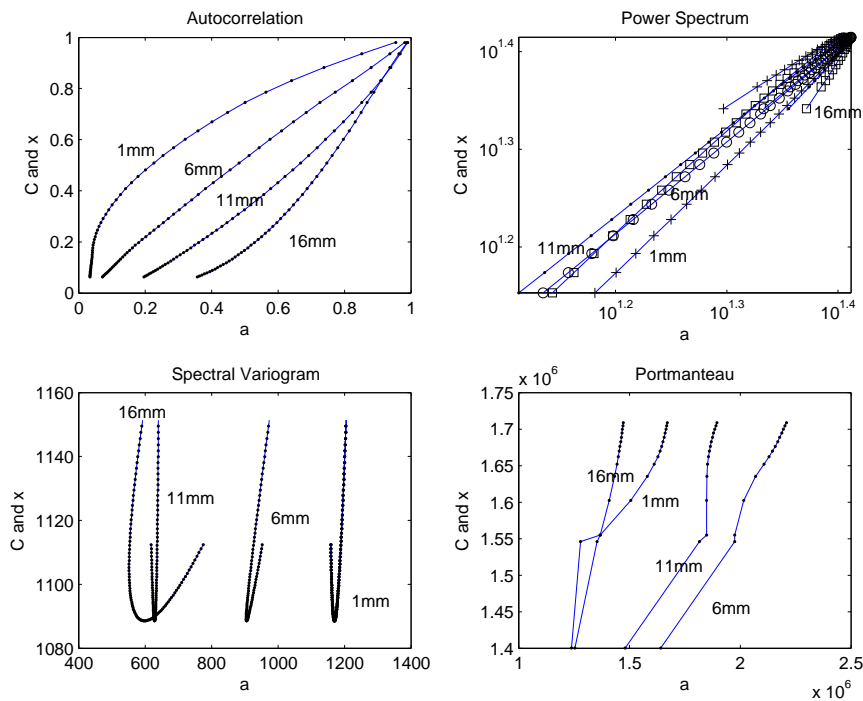 Autocorrelation
1
0.8
0.6
0.4
0.2
0
C and x
1mm
6mm
11mm
16mm
0 0.2 0.4 0.6 0.8 1
a
Power Spectrum
10^1.4
10^1.3
10^1.2
C and x
16mm
6mm
11mm
1mm
10^1.2 10^1.3 10^1.4
a
Spectral Variogram
1160
1140
1120
1100
1080
C and x
16mm
11mm
6mm
1mm
400 600 800 1000 1200 1400
a
Portmanteau
x 10^6
1.75
1.7
1.65
1.6
1.55
1.5
1.45
1.4
C and x
16mm
1mm
11mm
6mm
1 1.5 2 2.5
a
x 10^6